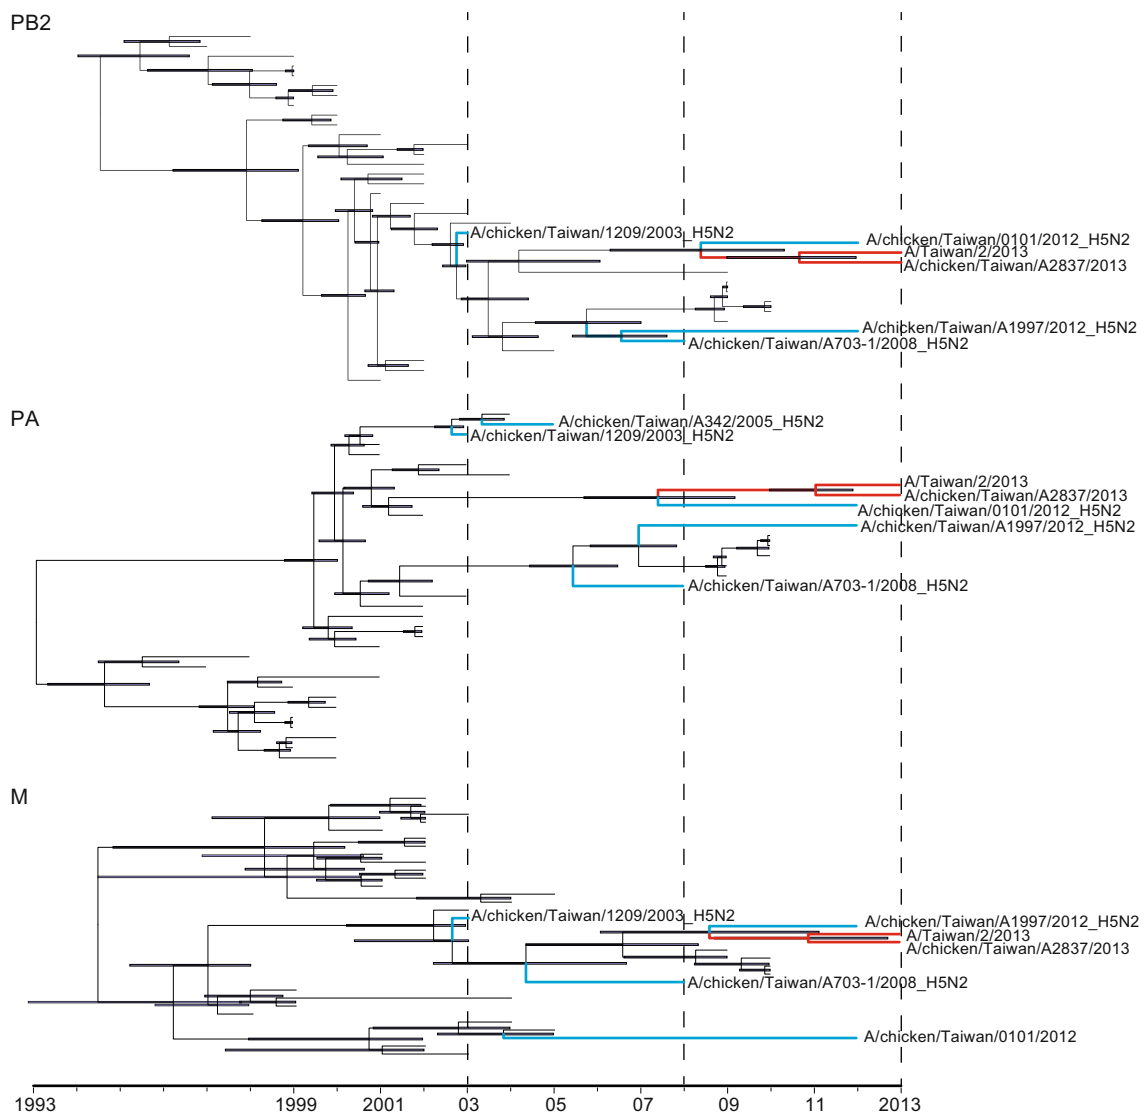 PB2
A/chicken/Taiwan/1209/2003_H5N2
A/chicken/Taiwan/0101/2012_H5N2
A/Taiwan/2/2013
A/chicken/Taiwan/A2837/2013
A/chicken/Taiwan/A1997/2012_H5N2
A/chicken/Taiwan/A703-1/2008_H5N2
PA
A/chicken/Taiwan/A342/2005_H5N2
A/chicken/Taiwan/1209/2003_H5N2
A/Taiwan/2/2013
A/chicken/Taiwan/A2837/2013
A/chicken/Taiwan/0101/2012_H5N2
A/chicken/Taiwan/A1997/2012_H5N2
A/chicken/Taiwan/A703-1/2008_H5N2
M
A/chicken/Taiwan/1209/2003_H5N2
A/chicken/Taiwan/A1997/2012_H5N2
A/Taiwan/2/2013
A/chicken/Taiwan/A2837/2013
A/chicken/Taiwan/A703-1/2008_H5N2
A/chicken/Taiwan/0101/2012
1993 1999 2001 03 05 07 09 11 2013